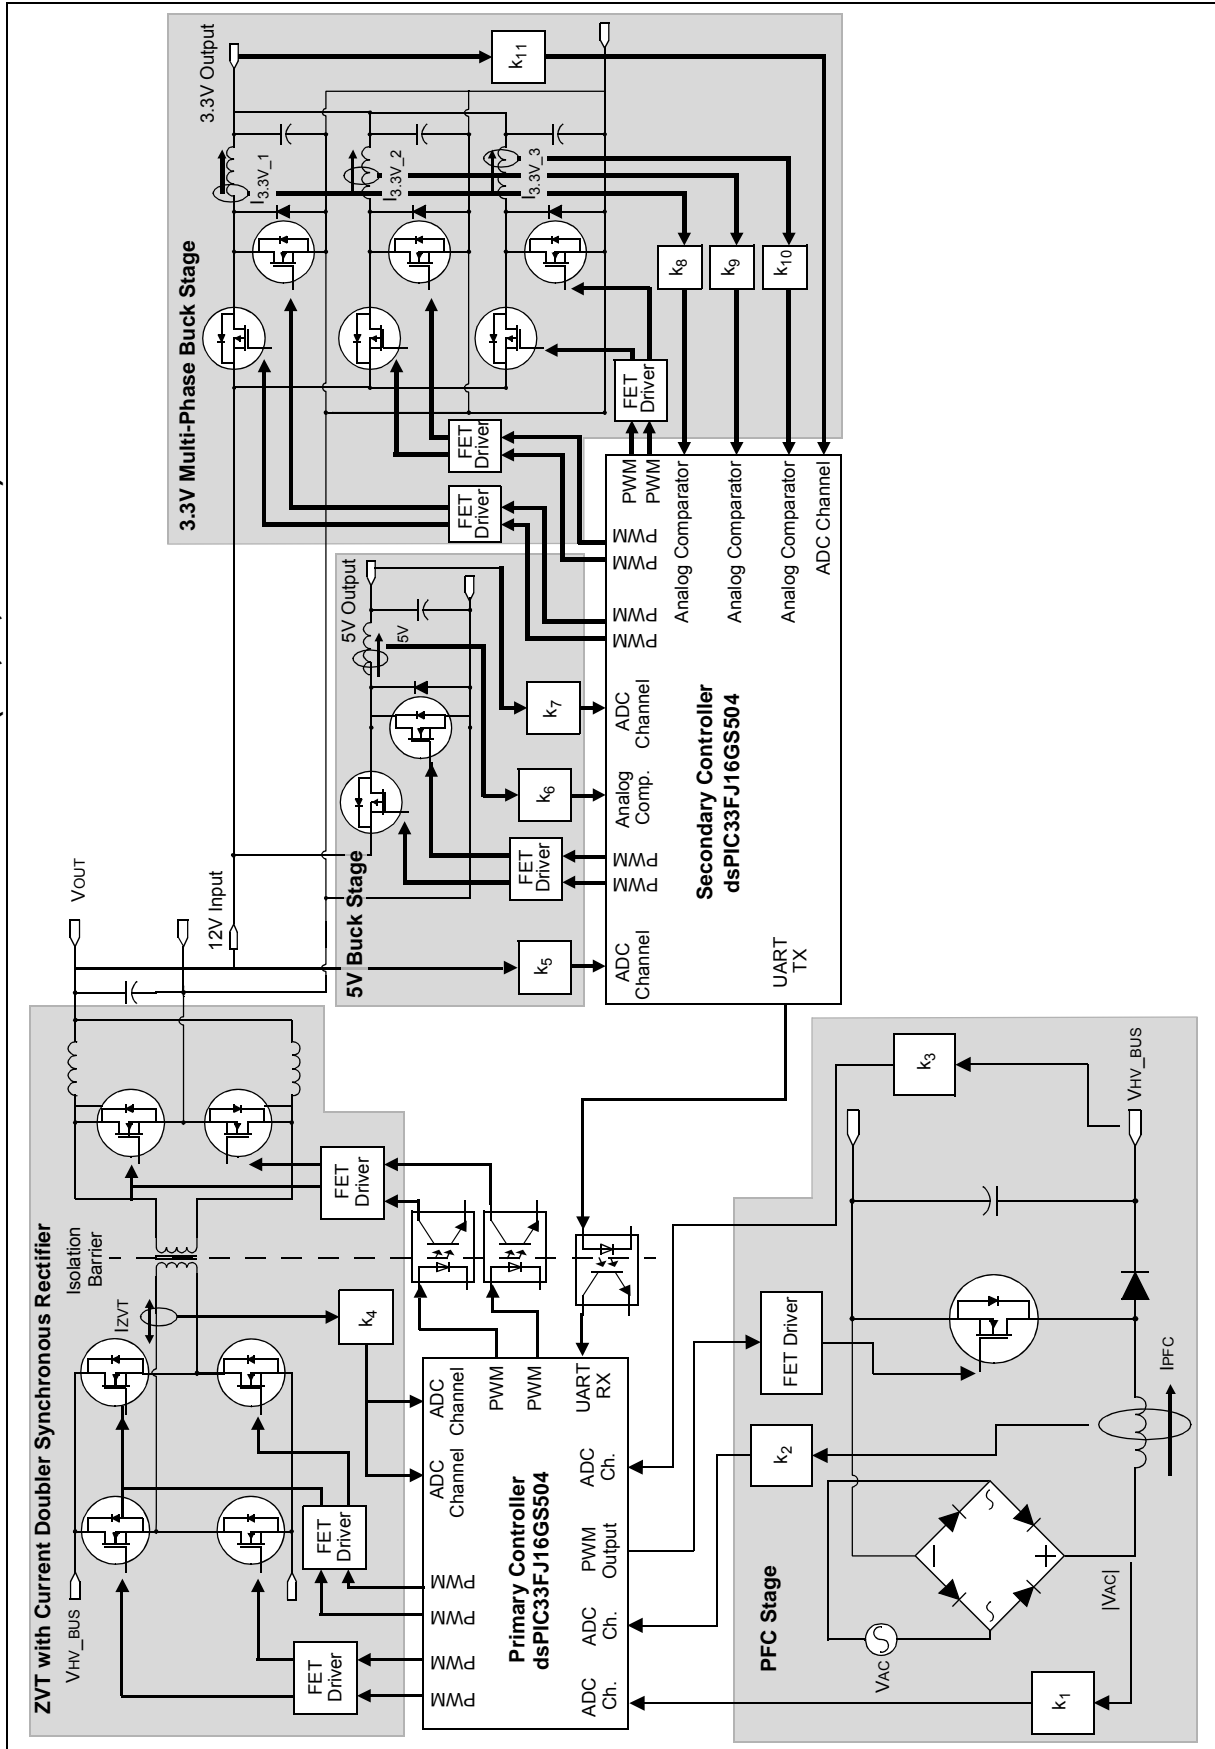 ZVT with Current Doubler Synchronous Rectifier
VHV_BUS
IZVT
Isolation
Barrier
VOUT
12V Input
FET
Driver
FET
Driver
FET
Driver
k4
PWM
PWM
PWM
PWM
ADC
Channel
ADC
Channel
PWM
PWM
UART
RX
Primary Controller
dsPIC33FJ16GS504
ADC
Ch.
ADC
Ch.
PWM
Output
ADC
Ch.
PFC Stage
VAC
|VAC|
k1
k2
FET Driver
IPFC
k3
VHV_BUS
5V Buck Stage
k5
FET
Driver
k6
k7
5V Output
5V
ADC
Channel
PWM
PWM
Analog
Comp.
ADC
Channel
PWM
PWM
PWM
PWM
PWM
PWM
Analog Comparator
Analog Comparator
Analog Comparator
ADC Channel
UART
TX
Secondary Controller
dsPIC33FJ16GS504
3.3V Multi-Phase Buck Stage
FET
Driver
FET
Driver
FET
Driver
k8
k9
k10
k11
I3.3V_1
I3.3V_2
I3.3V_3
3.3V Output